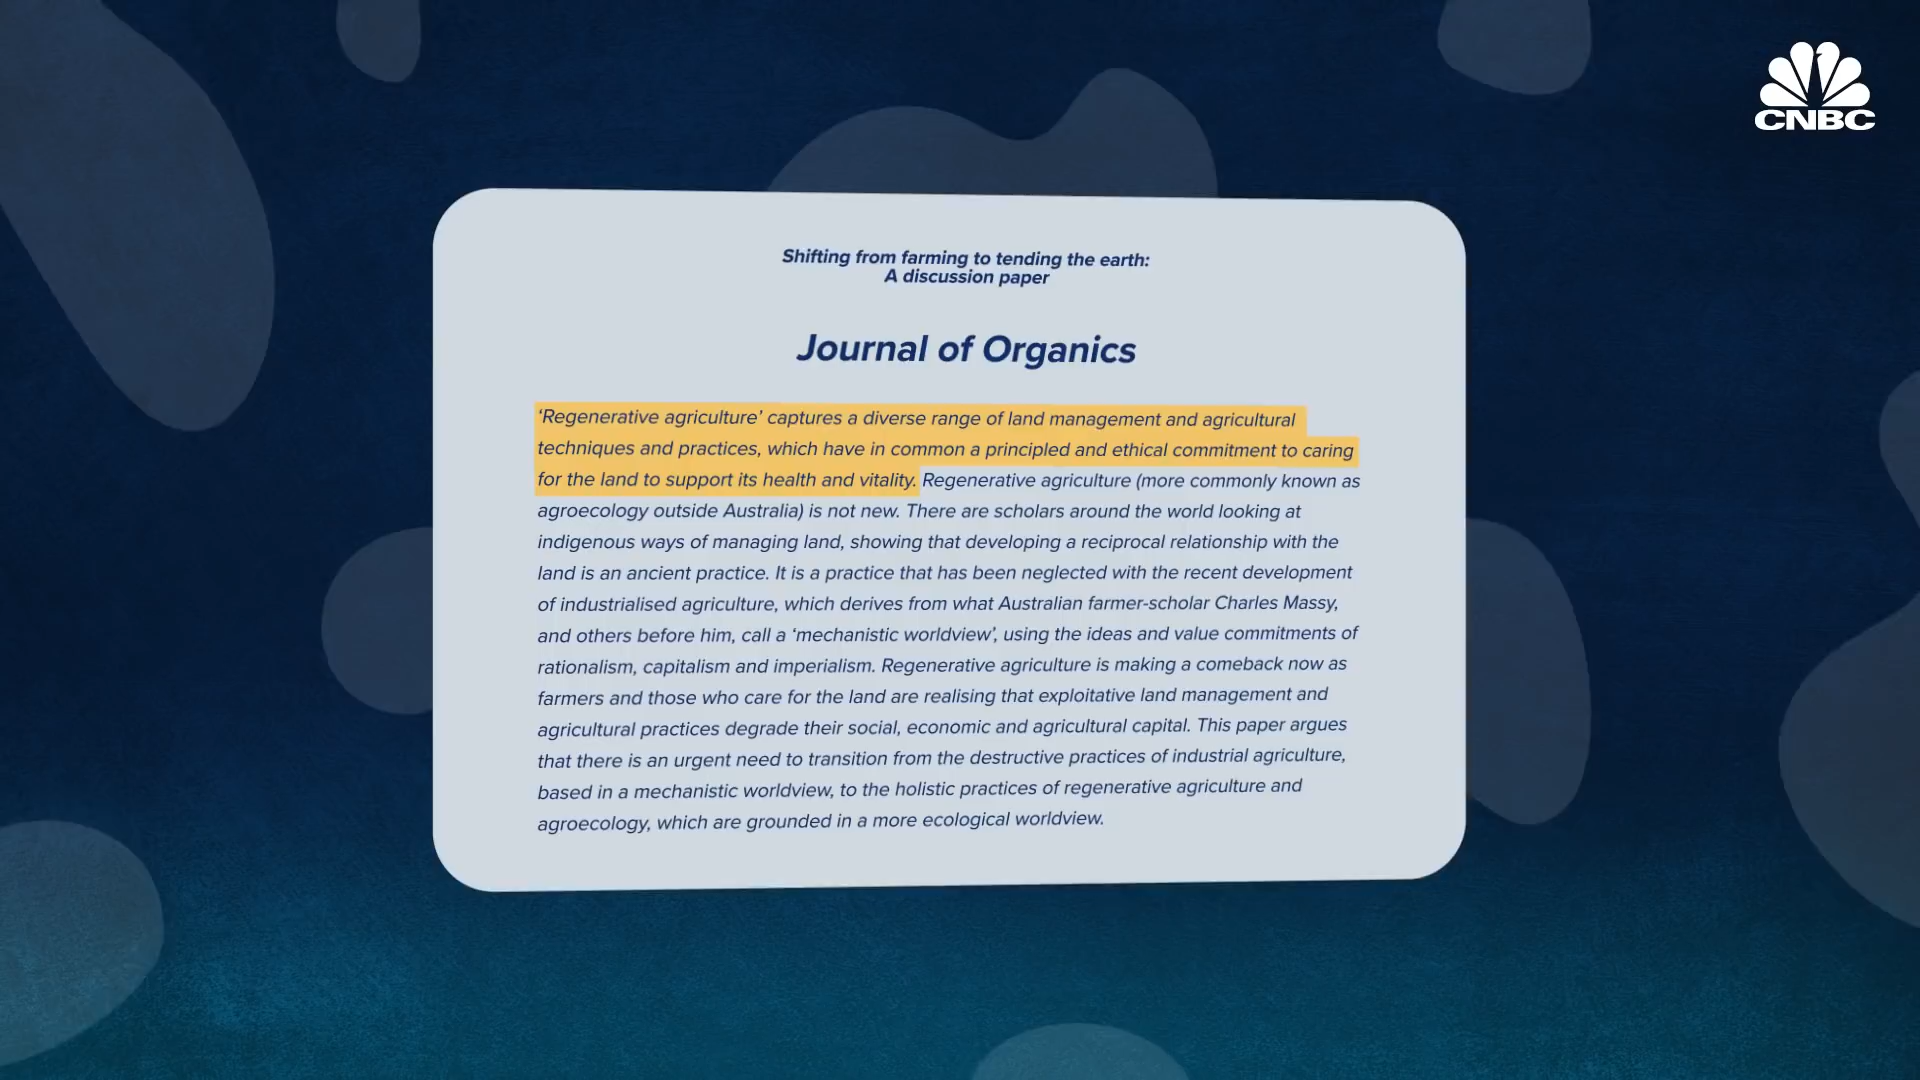 CNBC
Shifting from farming to tending the earth:
A discussion paper
Journal of Organics
‘Regenerative agriculture’ captures a diverse range of land management and agricultural
techniques and practices, which have in common a principled and ethical commitment to caring
for the land to support its health and vitality. Regenerative agriculture (more commonly known as
agroecology outside Australia) is not new. There are scholars around the world looking at
indigenous ways of managing land, showing that developing a reciprocal relationship with the
land is an ancient practice. It is a practice that has been neglected with the recent development
of industrialised agriculture, which derives from what Australian farmer-scholar Charles Massy,
and others before him, call a ‘mechanistic worldview’, using the ideas and value commitments of
rationalism, capitalism and imperialism. Regenerative agriculture is making a comeback now as
farmers and those who care for the land are realising that exploitative land management and
agricultural practices degrade their social, economic and agricultural capital. This paper argues
that there is an urgent need to transition from the destructive practices of industrial agriculture,
based in a mechanistic worldview, to the holistic practices of regenerative agriculture and
agroecology, which are grounded in a more ecological worldview.